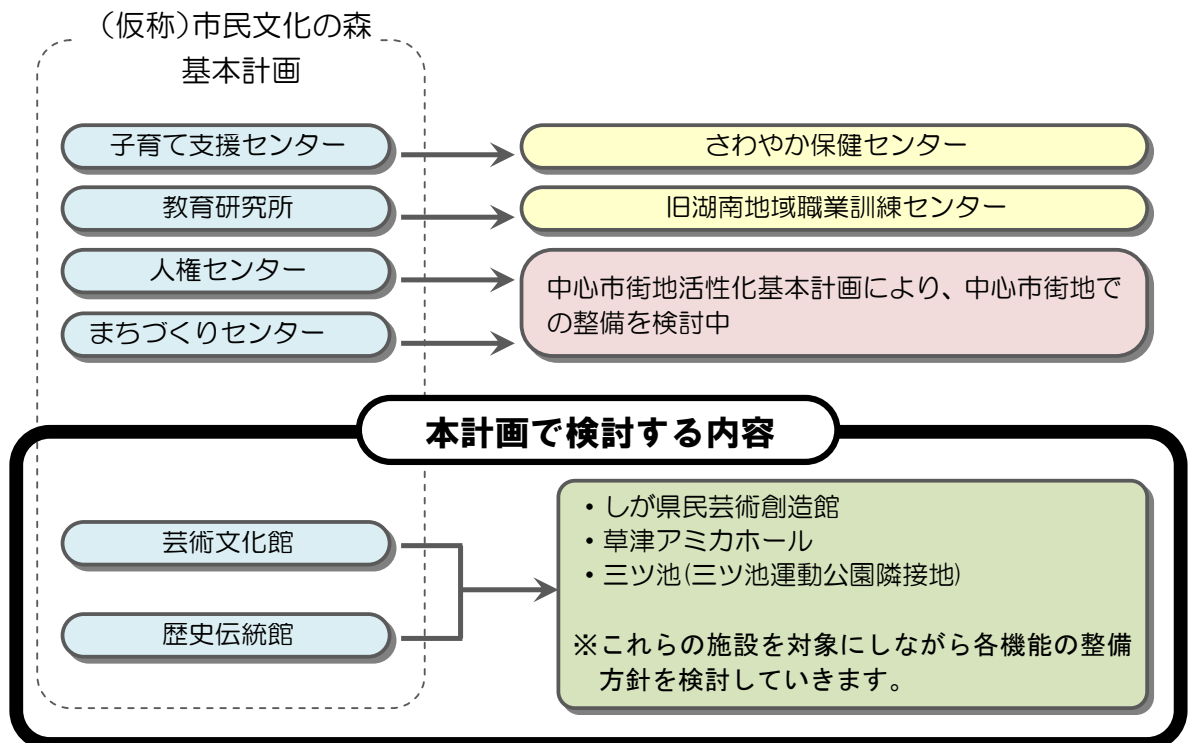 (仮称)市民文化の森
基本計画
子育て支援センター
さわやか保健センター
教育研究所
旧湖南地域職業訓練センター
人権センター
まちづくりセンター
中心市街地活性化基本計画により、中心市街地で
の整備を検討中
本計画で検討する内容
芸術文化館
歴史伝統館
・しが県民芸術創造館
・草津アミカホール
・三ツ池(三ツ池運動公園隣接地)
※これらの施設を対象にしながら各機能の整備
方針を検討していきます。